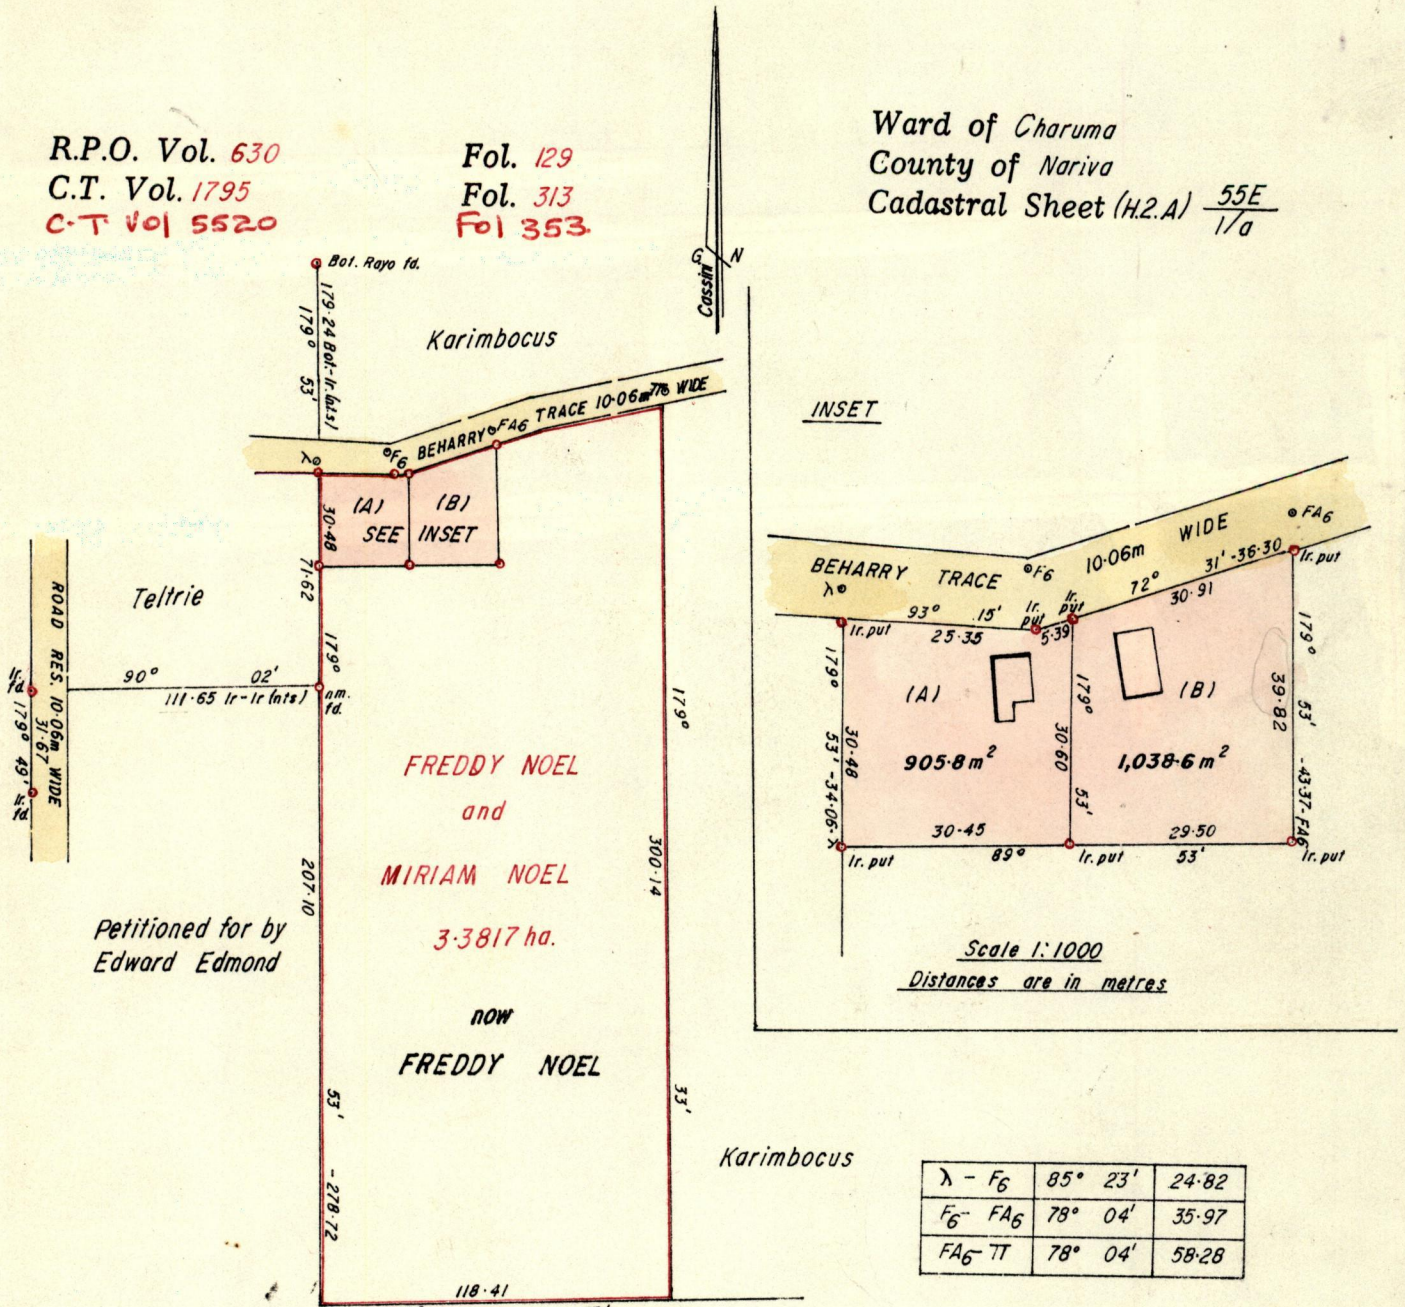 R.P.O. Vol. 630 Fol. 129
C.T. Vol. 1795 Fol. 313
C.T. Vol 5520 Fol 353
Ward of Charuma
County of Nariva
Cadastral Sheet (H.2.A) 55E
1/a
G N
Cassini
Bot. Rayo fd.
179·24 Bot.-Ir. (nts)
179° 53'
Karimbocus
BEHARRY TRACE 10·06m WIDE
λ
F6
FA6
π
(A)
(B)
SEE INSET
30·48
71·62
179°
Teltrie
ROAD RES. 10·06m WIDE
Ir. fd.
179° 49'
31·67
Ir. fd.
90° 02'
111·65 Ir-Ir (nts)
nm. fd.
207·10
53'
-278·72
Petitioned for by
Edward Edmond
FREDDY NOEL
and
MIRIAM NOEL
3·3817 ha.
now
FREDDY NOEL
179°
300·14
33'
118·41
Karimbocus
INSET
BEHARRY TRACE 10·06m WIDE
λ
F6
FA6
Ir. put
93° 15'
25·35
Ir. put
5·39
Ir. put
72° 31' -36·30
30·91
Ir. put
179° 53' -34·06-λ
30·48
(A)
905·8 m²
179° 53'
30·60
(B)
1,038·6 m²
179° 53' -43·37-FA6
39·82
30·45
29·50
89° 53'
Ir. put
Ir. put
Ir. put
Scale 1:1000
Distances are in metres
λ - F6 85° 23' 24·82
F6 - FA6 78° 04' 35·97
FA6 - π 78° 04' 58·28